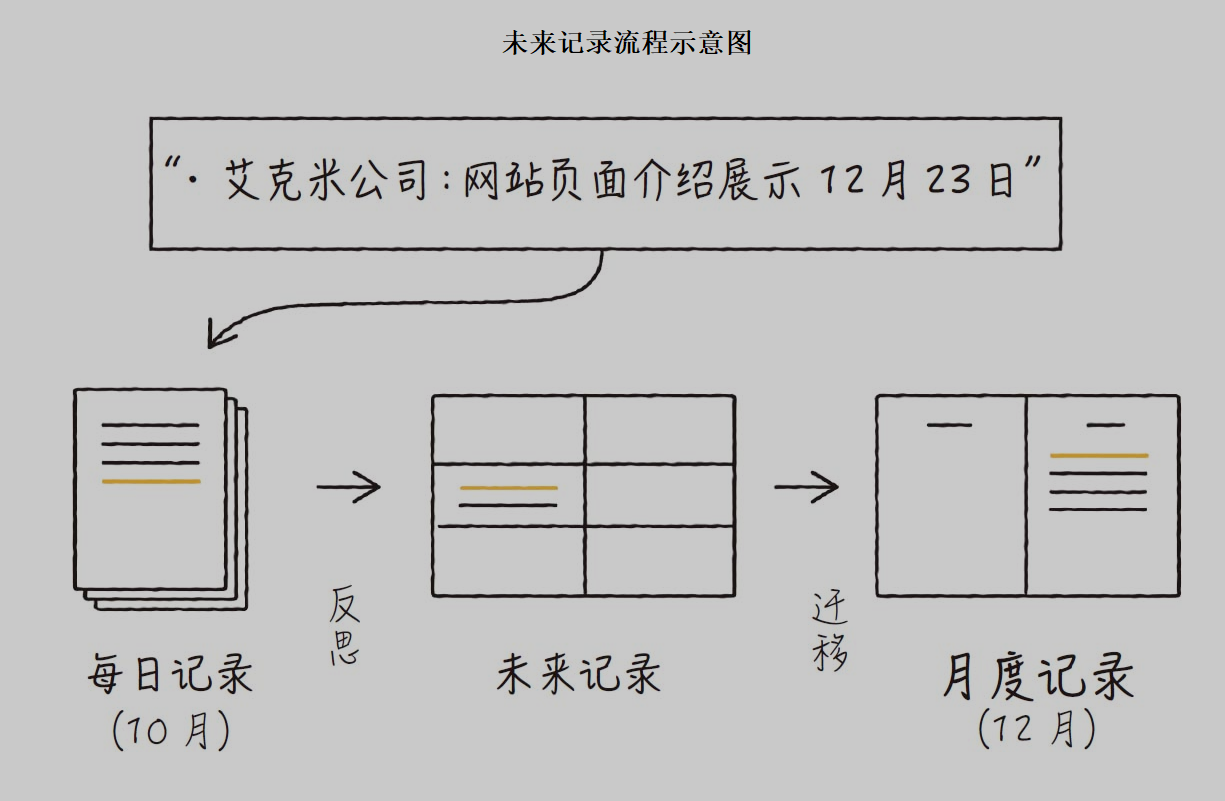 未来记录流程示意图
“· 艾克米公司:网站页面介绍展示 12 月 23 日”
反思
迁移
每日记录
(10 月)
未来记录
月度记录
(12 月)